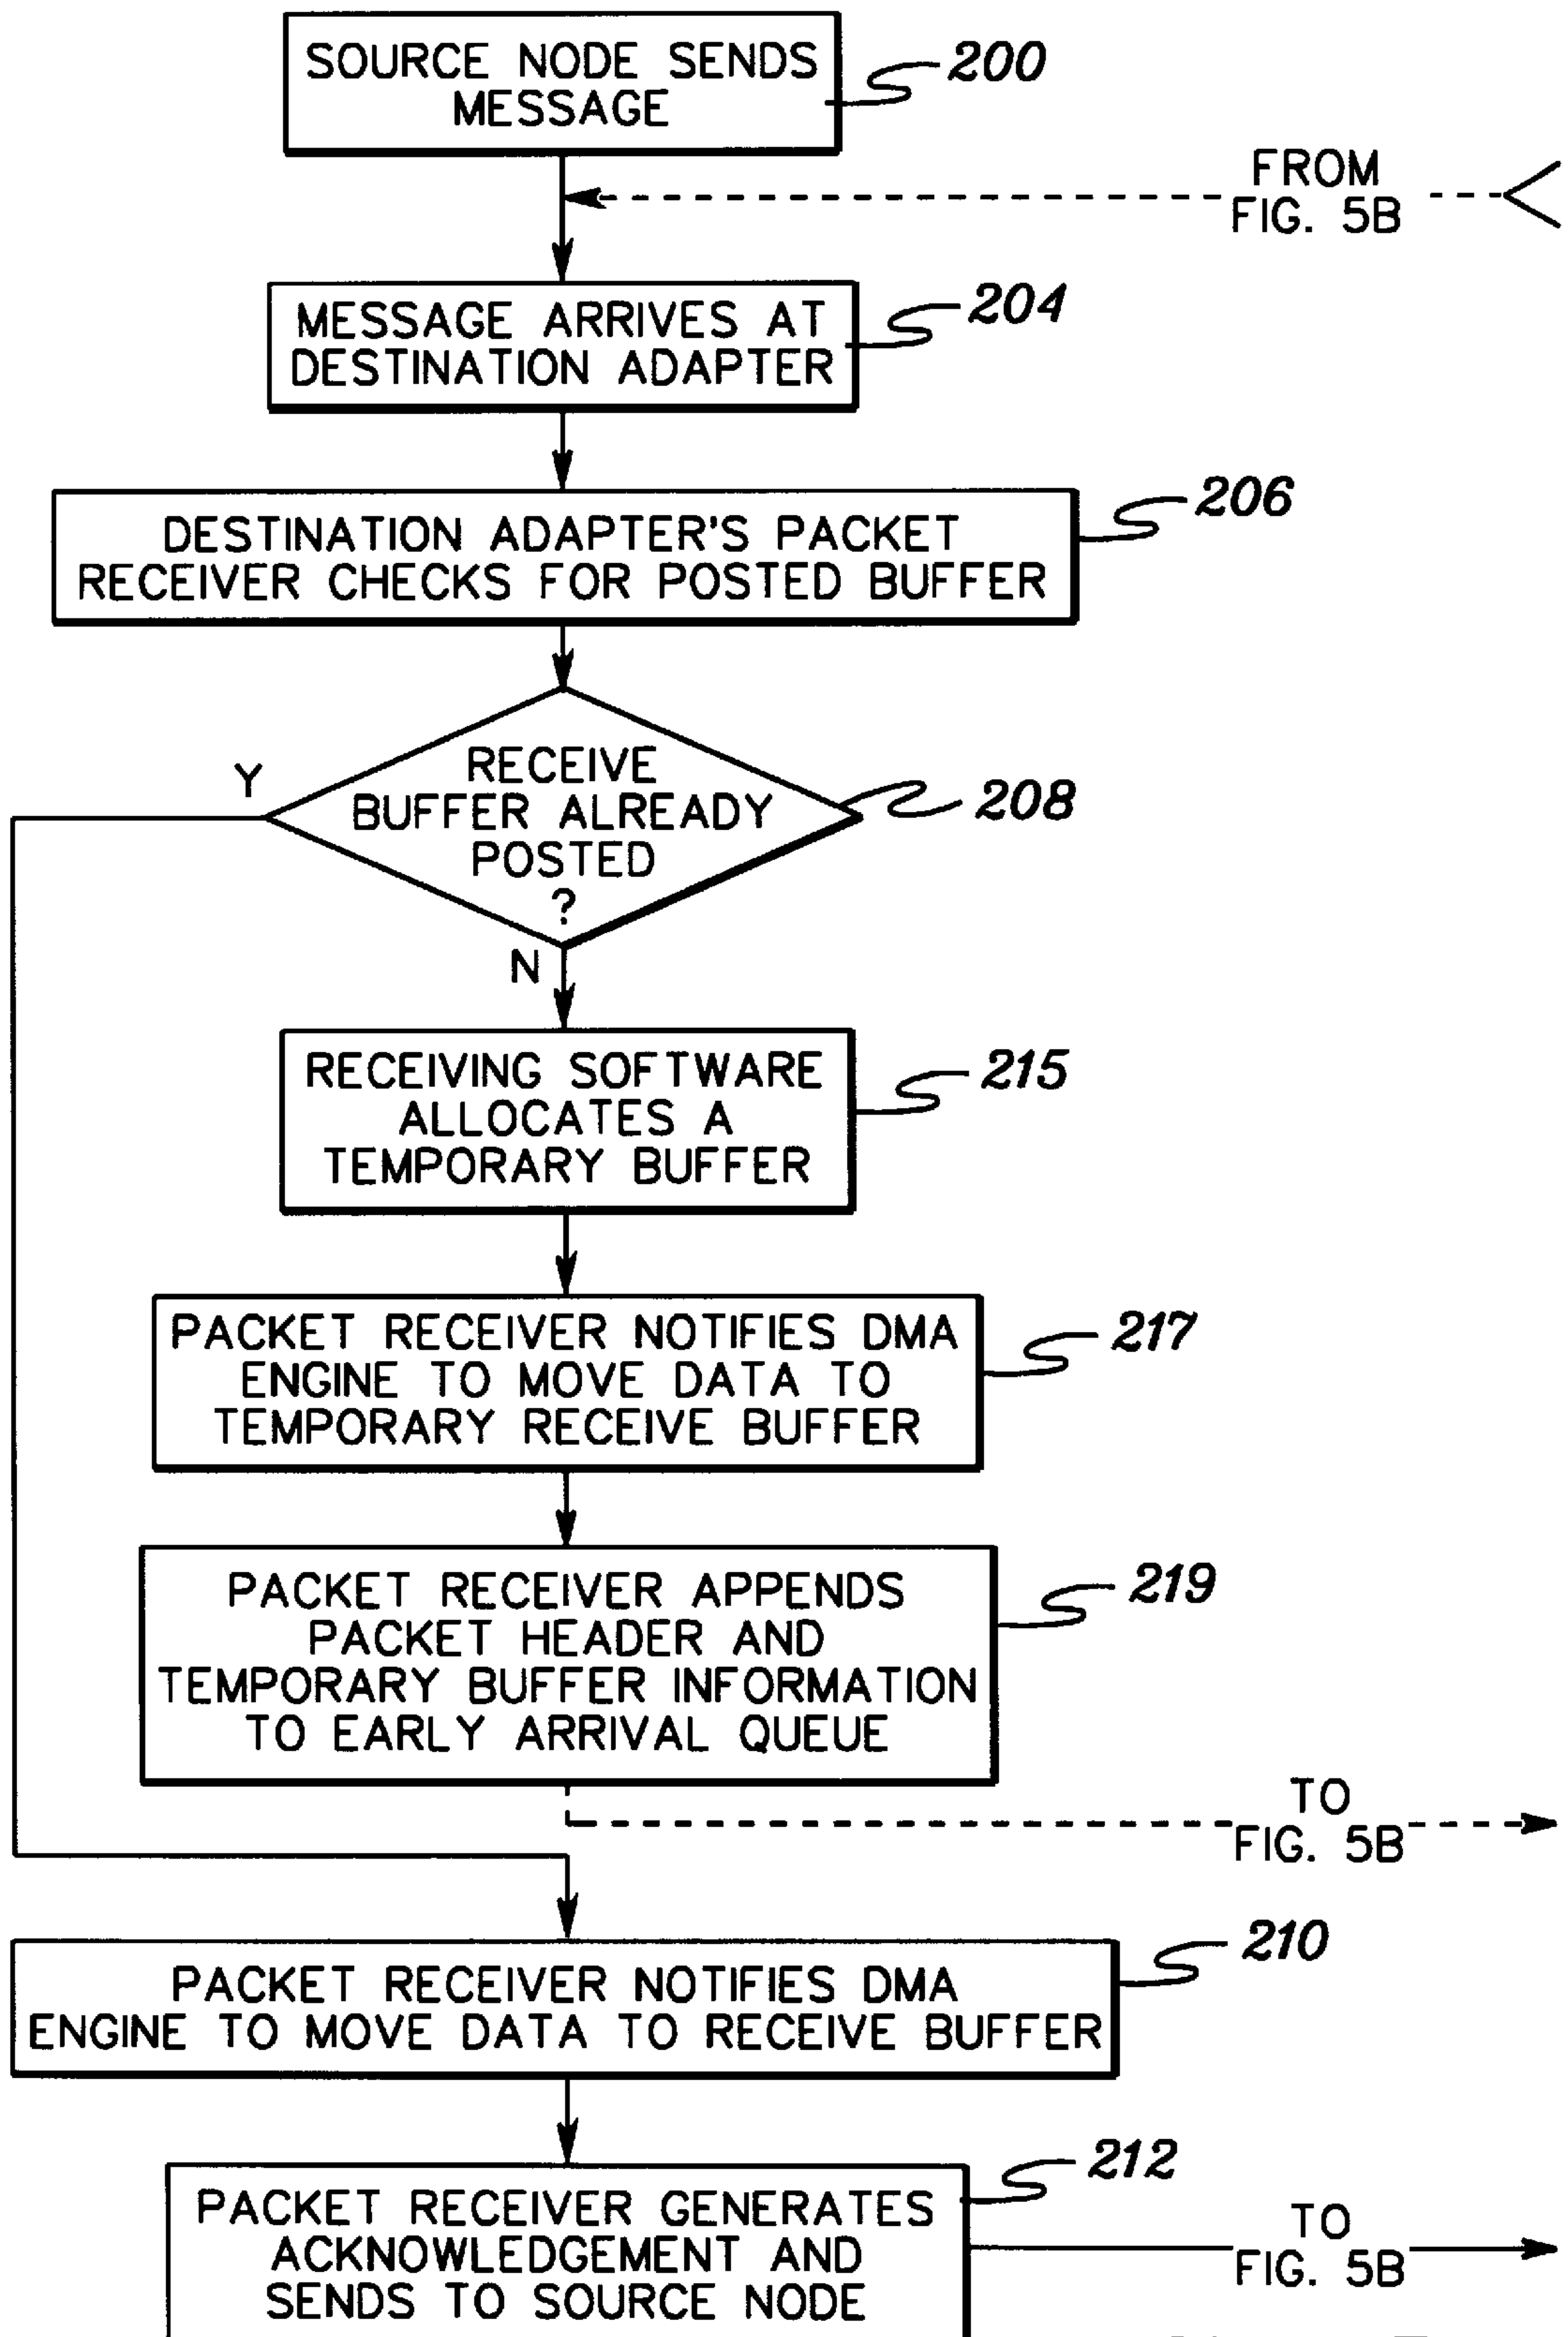 SOURCE NODE SENDS
MESSAGE
200
FROM
FIG. 5B
MESSAGE ARRIVES AT
DESTINATION ADAPTER
204
DESTINATION ADAPTER'S PACKET
RECEIVER CHECKS FOR POSTED BUFFER
206
Y
RECEIVE
BUFFER ALREADY
POSTED
?
208
N
RECEIVING SOFTWARE
ALLOCATES A
TEMPORARY BUFFER
215
PACKET RECEIVER NOTIFIES DMA
ENGINE TO MOVE DATA TO
TEMPORARY RECEIVE BUFFER
217
PACKET RECEIVER APPENDS
PACKET HEADER AND
TEMPORARY BUFFER INFORMATION
TO EARLY ARRIVAL QUEUE
219
TO
FIG. 5B
PACKET RECEIVER NOTIFIES DMA
ENGINE TO MOVE DATA TO RECEIVE BUFFER
210
PACKET RECEIVER GENERATES
ACKNOWLEDGEMENT AND
SENDS TO SOURCE NODE
212
TO
FIG. 5B